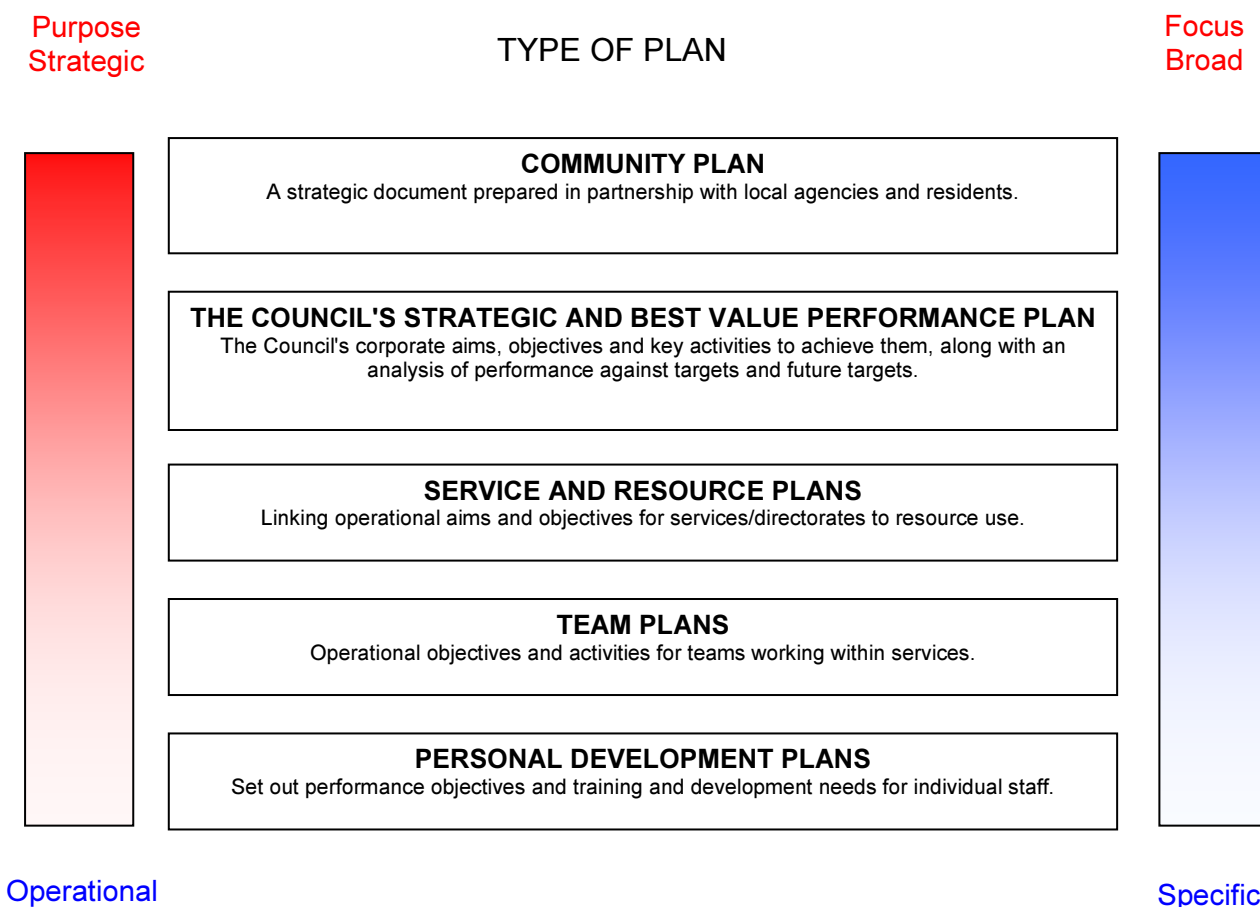 Purpose
Strategic
TYPE OF PLAN
Focus
Broad
COMMUNITY PLAN
A strategic document prepared in partnership with local agencies and residents.
THE COUNCIL'S STRATEGIC AND BEST VALUE PERFORMANCE PLAN
The Council's corporate aims, objectives and key activities to achieve them, along with an
analysis of performance against targets and future targets.
SERVICE AND RESOURCE PLANS
Linking operational aims and objectives for services/directorates to resource use.
TEAM PLANS
Operational objectives and activities for teams working within services.
PERSONAL DEVELOPMENT PLANS
Set out performance objectives and training and development needs for individual staff.
Operational
Specific